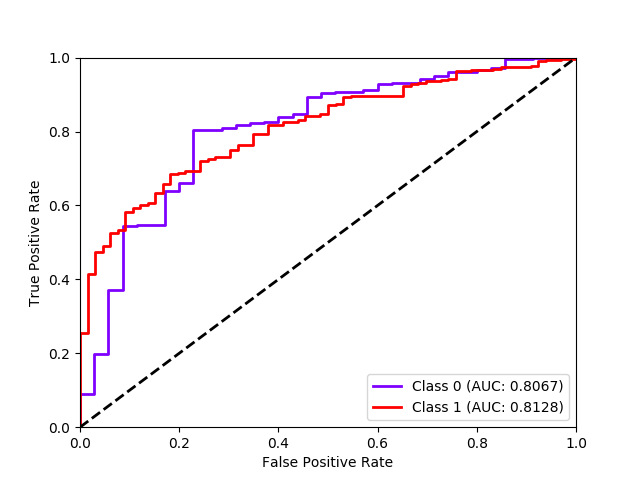 1.0
0.8
0.6
0.4
0.2
0.0
True Positive Rate
Class 0 (AUC: 0.8067)
Class 1 (AUC: 0.8128)
0.0 0.2 0.4 0.6 0.8 1.0
False Positive Rate